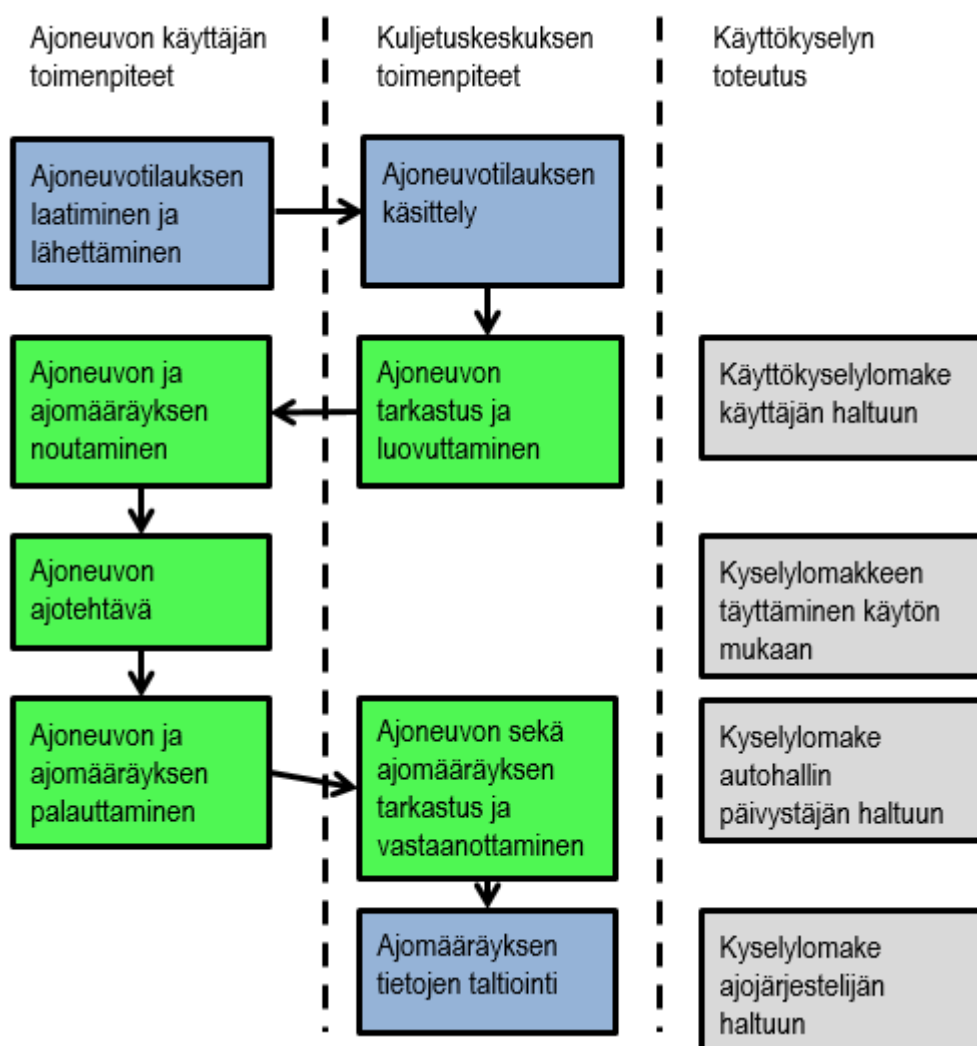 Ajoneuvon käyttäjän
toimenpiteet
Kuljetuskeskuksen
toimenpiteet
Käyttökyselyn
toteutus
Ajoneuvotilauksen
laatiminen ja
lähettäminen
Ajoneuvotilauksen
käsittely
Ajoneuvon ja
ajomääräyksen
noutaminen
Ajoneuvon
tarkastus ja
luovuttaminen
Käyttökyselylomake
käyttäjän haltuun
Ajoneuvon
ajotehtävä
Kyselylomakkeen
täyttäminen käytön
mukaan
Ajoneuvon ja
ajomääräyksen
palauttaminen
Ajoneuvon sekä
ajomääräyksen
tarkastus ja
vastaanottaminen
Kyselylomake
autohallin
päivystäjän haltuun
Ajomääräyksen
tietojen taltiointi
Kyselylomake
ajojärjestelijän
haltuun